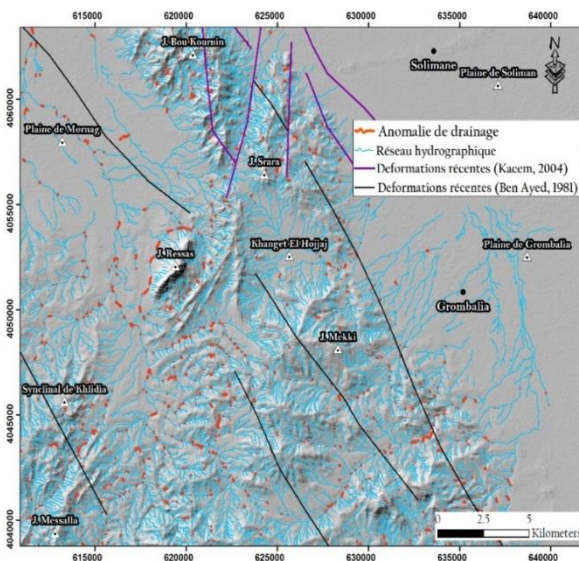 615000 620000 625000 630000 635000 640000
J. Bou Kournin
N
Solimane
Plaine de Soliman
4060000
Plaine de Mornag
Anomalie de drainage
Réseau hydrographique
Deformations récentes (Kacem, 2004)
Deformations récentes (Ben Ayed, 1981)
J. Srara
4055000
Khanget El Hojjaj
Plaine de Grombalia
J. Ressas
Grombalia
4050000
J. Mekki
Synclinal de Khlidia
4045000
J. Messalla
4040000
0 2.5 5
Kilometers
615000 620000 625000 630000 635000 640000